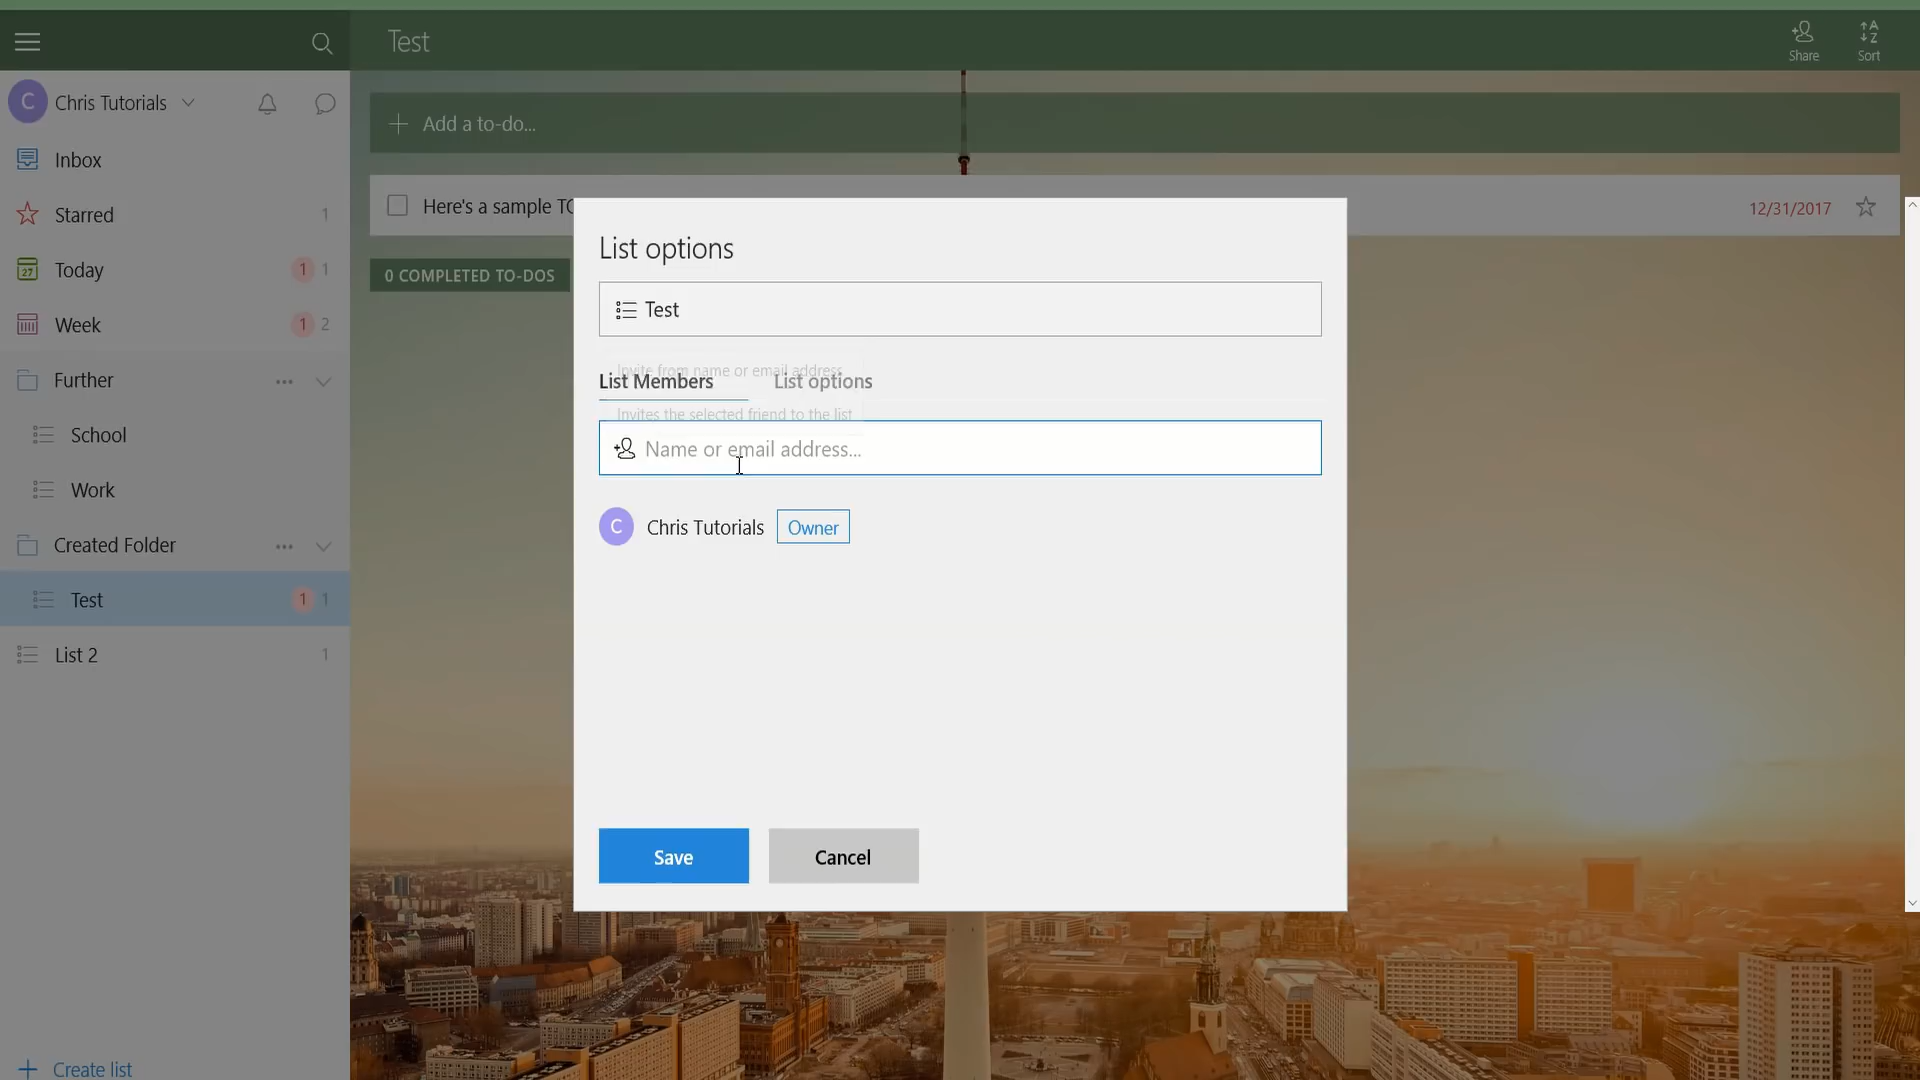 Test
Share
Sort
C
Chris Tutorials
Add a to-do...
Inbox
Starred
1
Today
27
1 1
Week
1 2
Further
School
Work
Created Folder
Test
1 1
List 2
1
Create list
Here's a sample TO
12/31/2017
0 COMPLETED TO-DOS
List options
Test
Invite from name or email address
List Members
List options
Invites the selected friend to the list
Name or email address...
C
Chris Tutorials
Owner
Save
Cancel